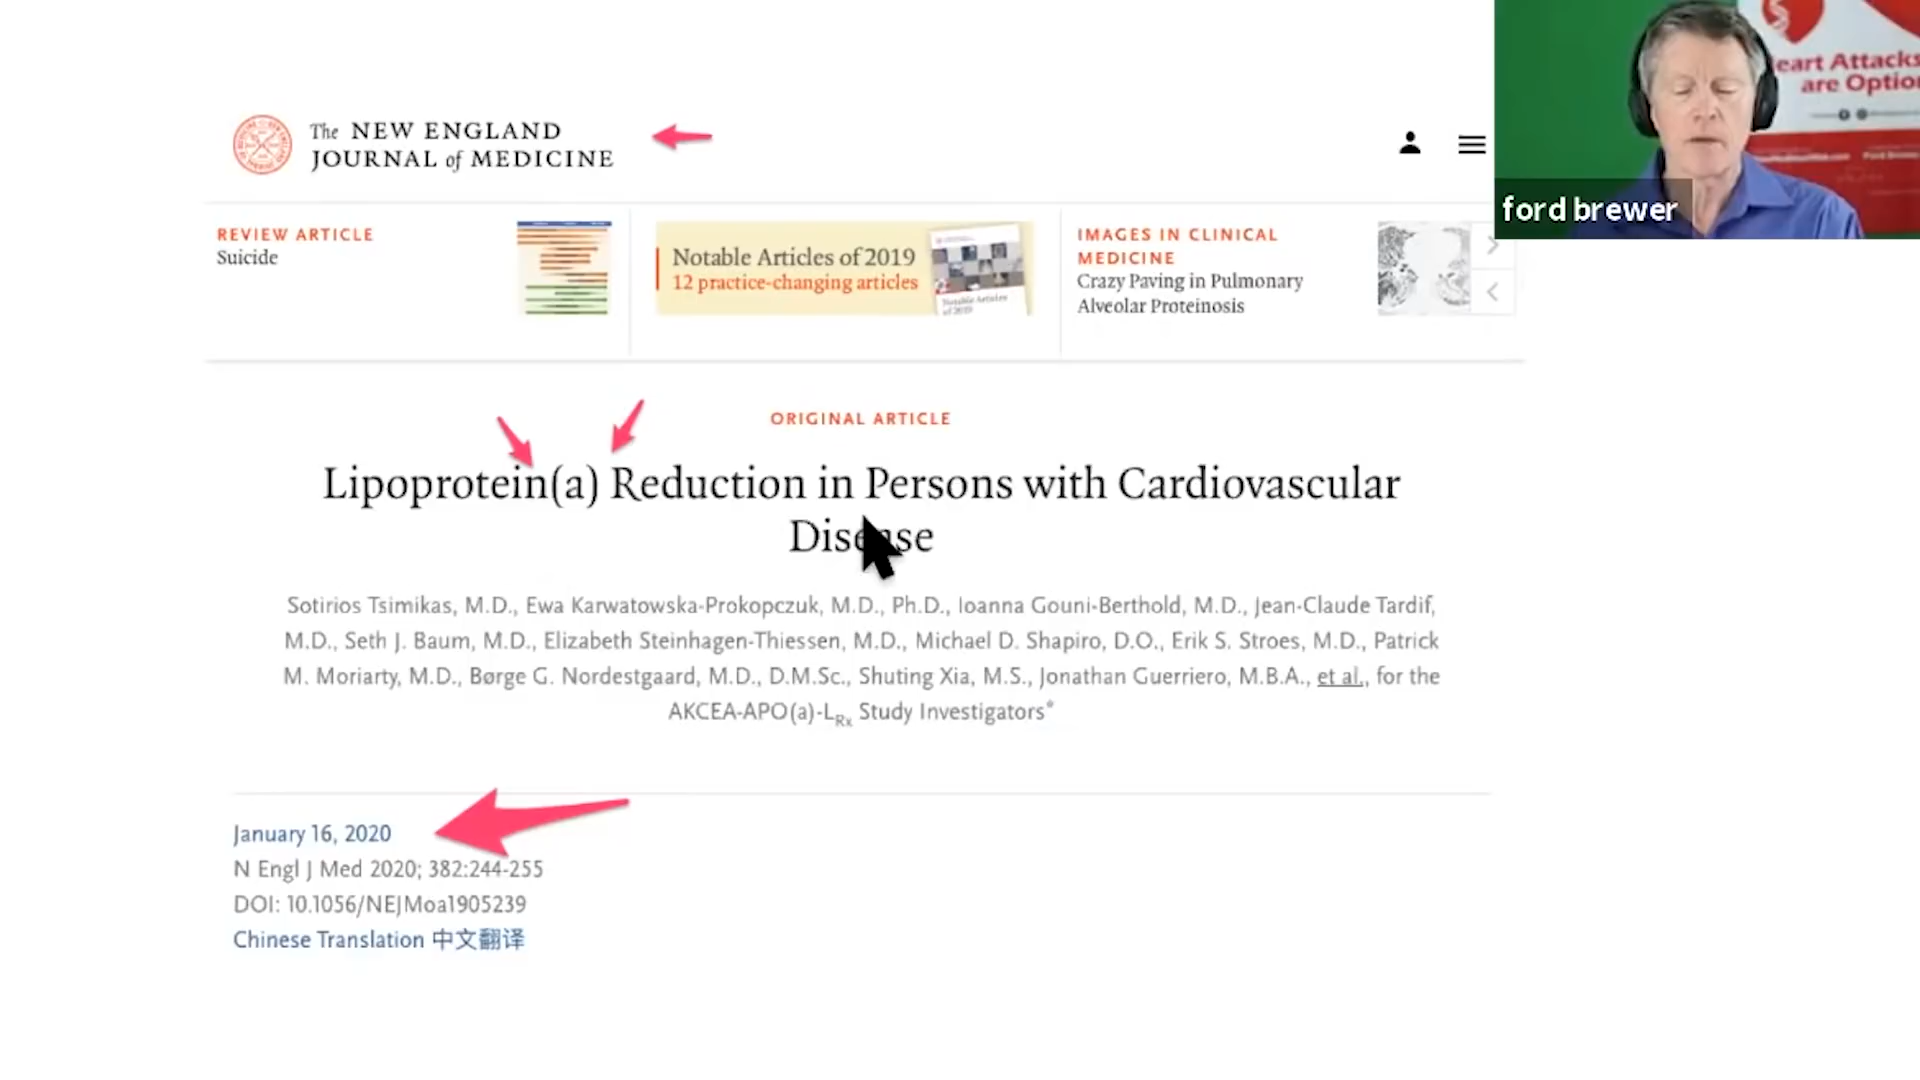 The NEW ENGLAND
JOURNAL of MEDICINE
eart Attacks
are Optio
ford brewer
REVIEW ARTICLE
Suicide
Notable Articles of 2019
12 practice-changing articles
Notable Articles
of 2019
IMAGES IN CLINICAL
MEDICINE
Crazy Paving in Pulmonary
Alveolar Proteinosis
ORIGINAL ARTICLE
Lipoprotein(a) Reduction in Persons with Cardiovascular
Disease
Sotirios Tsimikas, M.D., Ewa Karwatowska-Prokopczuk, M.D., Ph.D., Ioanna Gouni-Berthold, M.D., Jean-Claude Tardif,
M.D., Seth J. Baum, M.D., Elizabeth Steinhagen-Thiessen, M.D., Michael D. Shapiro, D.O., Erik S. Stroes, M.D., Patrick
M. Moriarty, M.D., Børge G. Nordestgaard, M.D., D.M.Sc., Shuting Xia, M.S., Jonathan Guerriero, M.B.A., et al., for the
AKCEA-APO(a)-LRx Study Investigators*
January 16, 2020
N Engl J Med 2020; 382:244-255
DOI: 10.1056/NEJMoa1905239
Chinese Translation 中文翻译